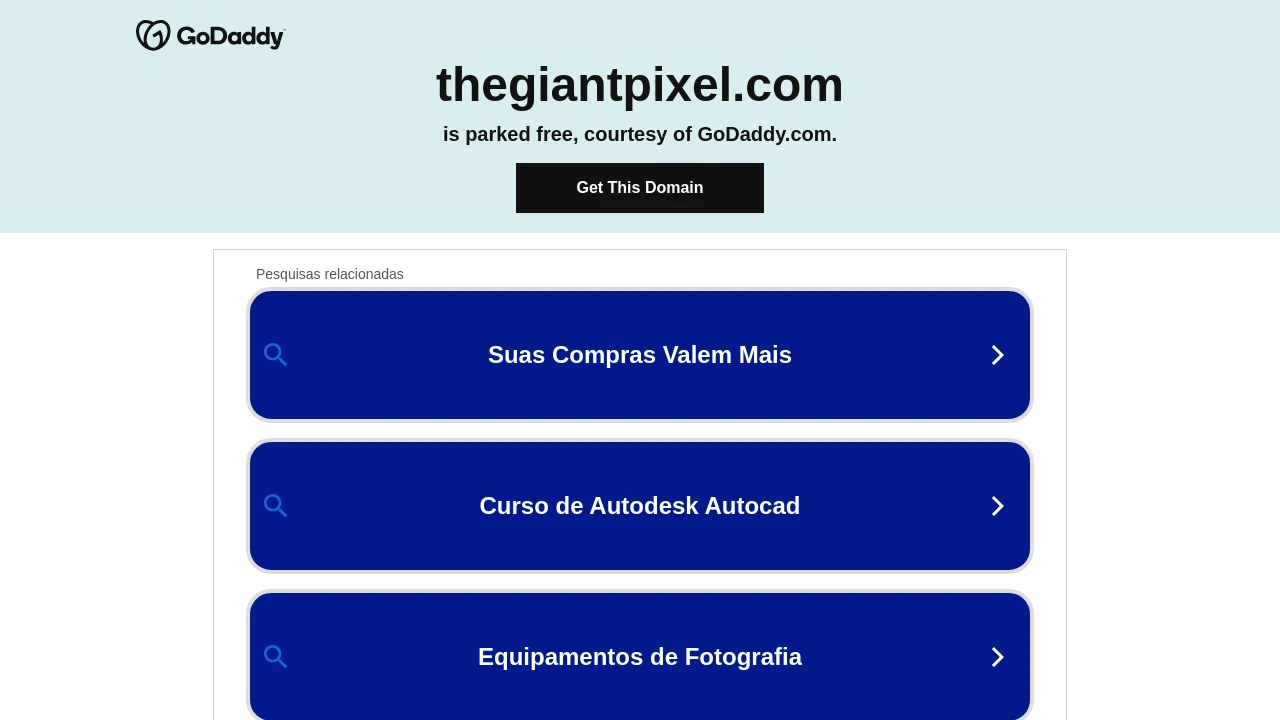 GoDaddy
thegiantpixel.com
is parked free, courtesy of GoDaddy.com.
Get This Domain
Pesquisas relacionadas
Suas Compras Valem Mais
Curso de Autodesk Autocad
Equipamentos de Fotografia